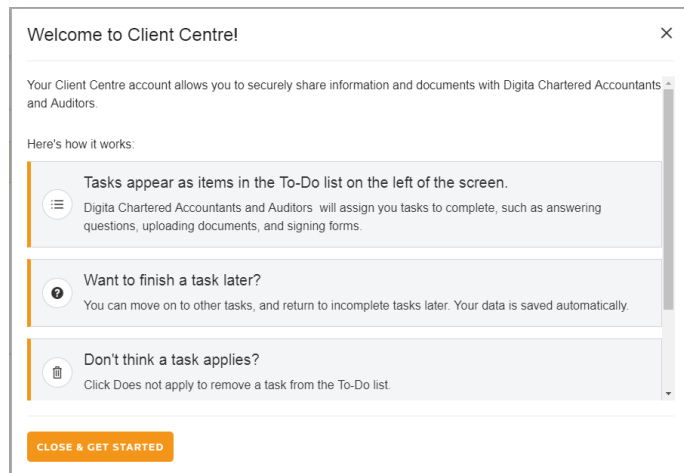 Welcome to Client Centre!
Your Client Centre account allows you to securely share information and documents with Digita Chartered Accountants
and Auditors.
Here's how it works:
Tasks appear as items in the To-Do list on the left of the screen.
Digita Chartered Accountants and Auditors will assign you tasks to complete, such as answering
questions, uploading documents, and signing forms.
Want to finish a task later?
You can move on to other tasks, and return to incomplete tasks later. Your data is saved automatically.
Don't think a task applies?
Click Does not apply to remove a task from the To-Do list.
CLOSE & GET STARTED